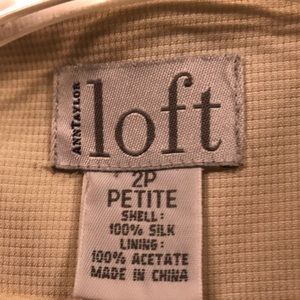 ANNTAYLOR
loft
2P
PETITE
SHELL:
100% SILK
LINING:
100% ACETATE
MADE IN CHINA